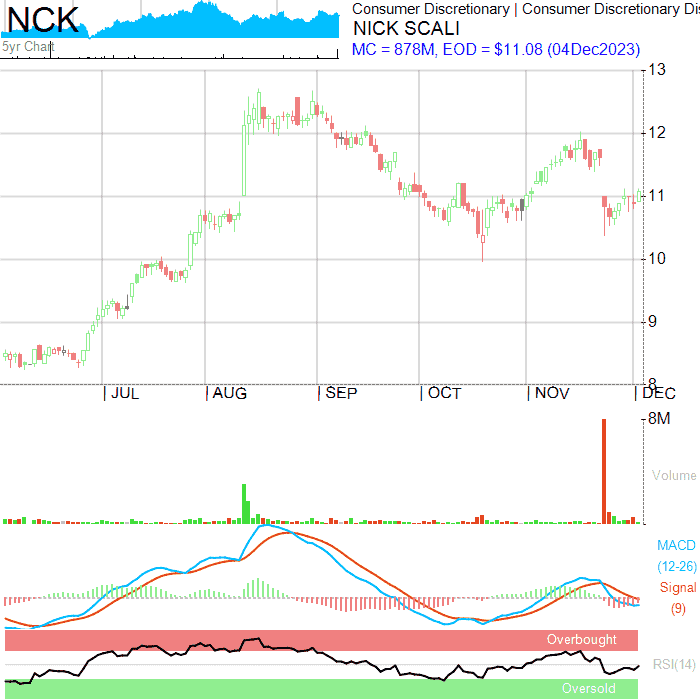 NCK
5yr Chart
Consumer Discretionary | Consumer Discretionary Dis
NICK SCALI
MC = 878M, EOD = $11.08 (04Dec2023)
13
12
11
10
9
8
JUL AUG SEP OCT NOV DEC
8M
Volume
MACD
(12-26)
Signal
(9)
Overbought
RSI(14)
Oversold